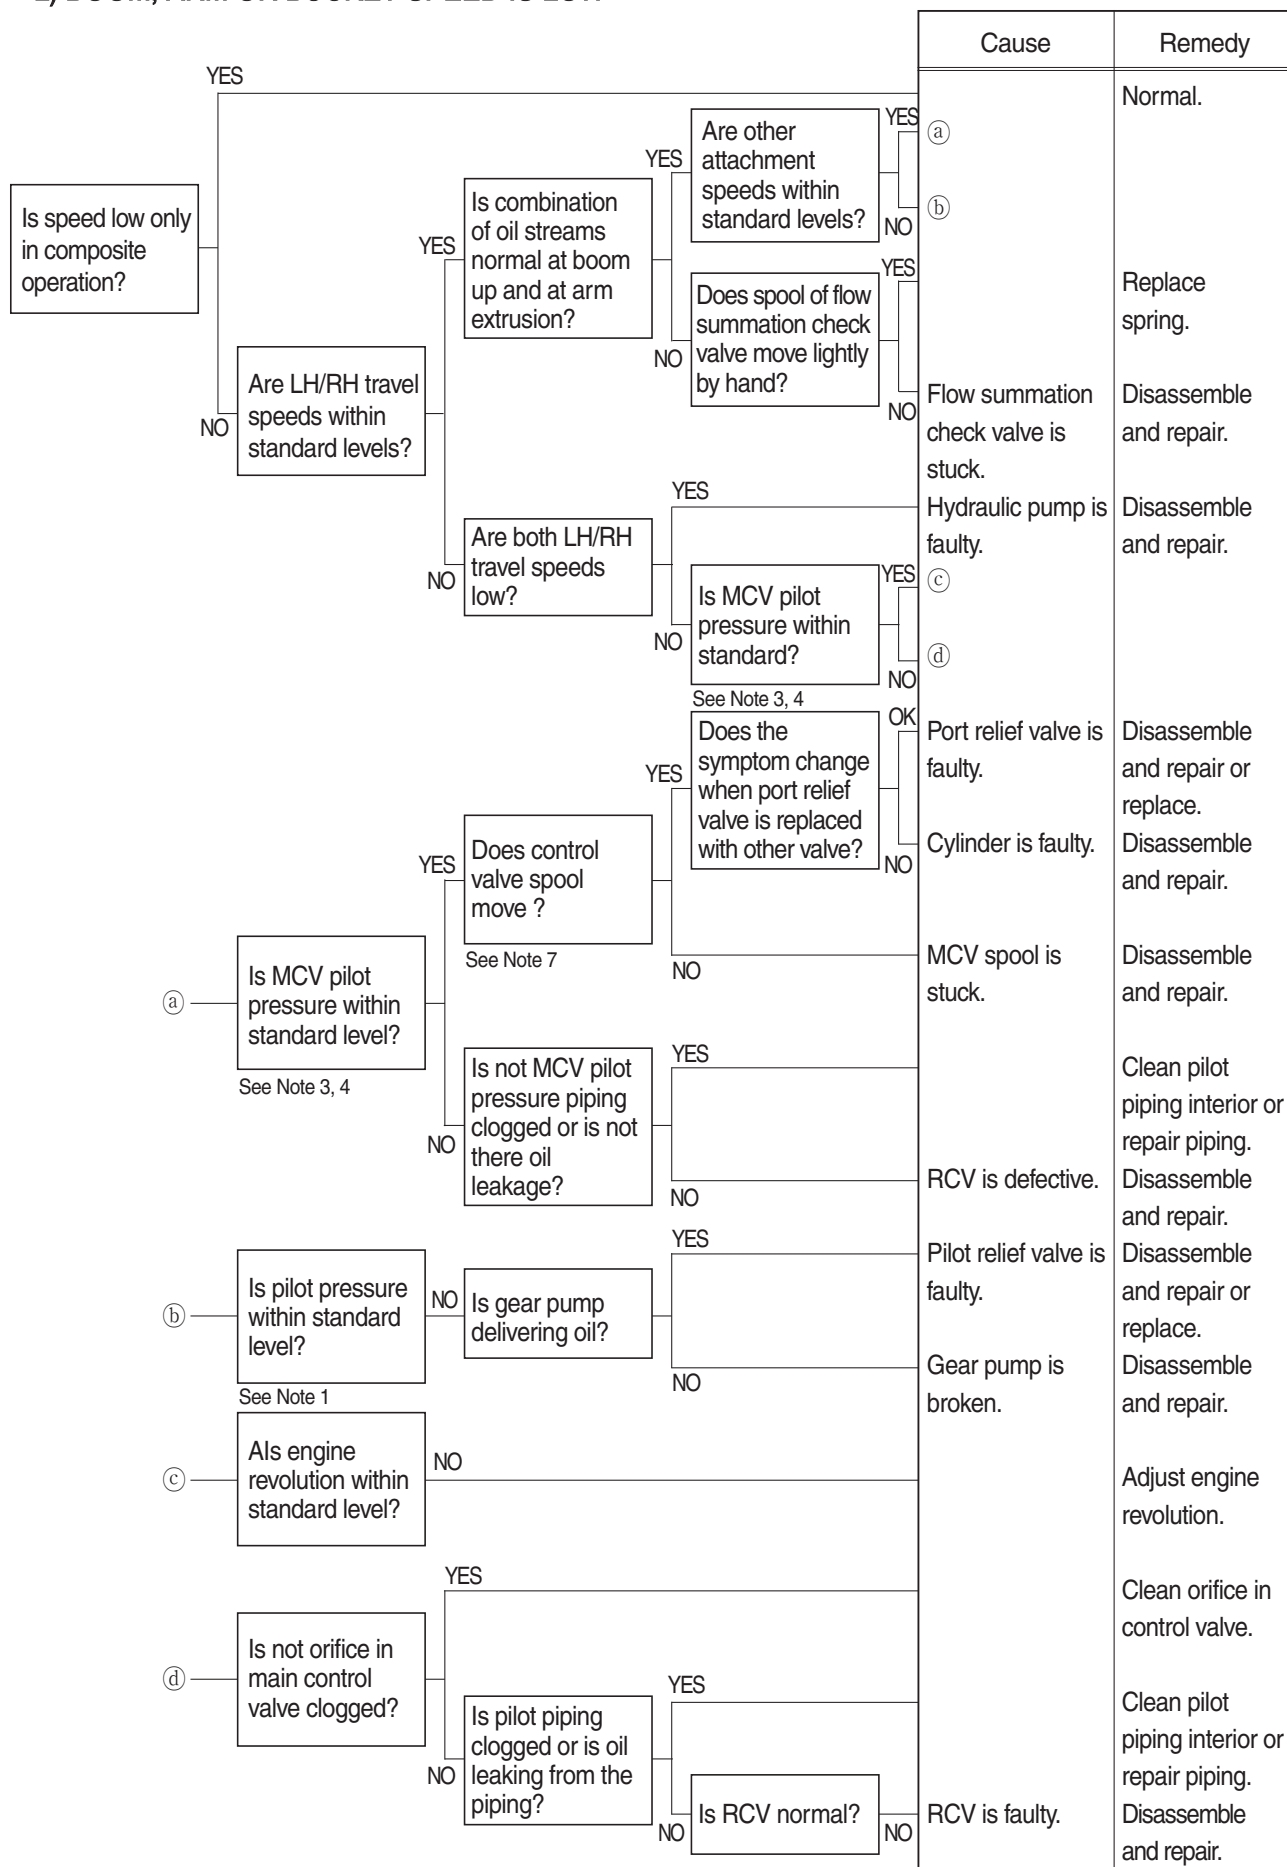 Cause
Remedy
YES
Normal.
Is speed low only
in composite
operation?
NO
Are LH/RH travel
speeds within
standard levels?
YES
Is combination
of oil streams
normal at boom
up and at arm
extrusion?
YES
Are other
attachment
speeds within
standard levels?
YES
ⓐ
ⓑ
NO
NO
Does spool of flow
summation check
valve move lightly
by hand?
YES
Replace
spring.
NO
Flow summation
check valve is
stuck.
Disassemble
and repair.
NO
Are both LH/RH
travel speeds
low?
YES
Hydraulic pump is
faulty.
Disassemble
and repair.
NO
Is MCV pilot
pressure within
standard?
See Note 3, 4
YES
ⓒ
ⓓ
NO
ⓐ
Is MCV pilot
pressure within
standard level?
See Note 3, 4
YES
Does control
valve spool
move ?
See Note 7
YES
Does the
symptom change
when port relief
valve is replaced
with other valve?
OK
Port relief valve is
faulty.
Disassemble
and repair or
replace.
NO
Cylinder is faulty.
Disassemble
and repair.
NO
MCV spool is
stuck.
Disassemble
and repair.
NO
Is not MCV pilot
pressure piping
clogged or is not
there oil
leakage?
YES
Clean pilot
piping interior or
repair piping.
NO
RCV is defective.
Disassemble
and repair.
ⓑ
Is pilot pressure
within standard
level?
See Note 1
NO
Is gear pump
delivering oil?
YES
Pilot relief valve is
faulty.
Disassemble
and repair or
replace.
NO
Gear pump is
broken.
Disassemble
and repair.
ⓒ
AIs engine
revolution within
standard level?
NO
Adjust engine
revolution.
ⓓ
Is not orifice in
main control
valve clogged?
YES
Clean orifice in
control valve.
NO
Is pilot piping
clogged or is oil
leaking from the
piping?
YES
Clean pilot
piping interior or
repair piping.
NO
Is RCV normal?
NO
RCV is faulty.
Disassemble
and repair.